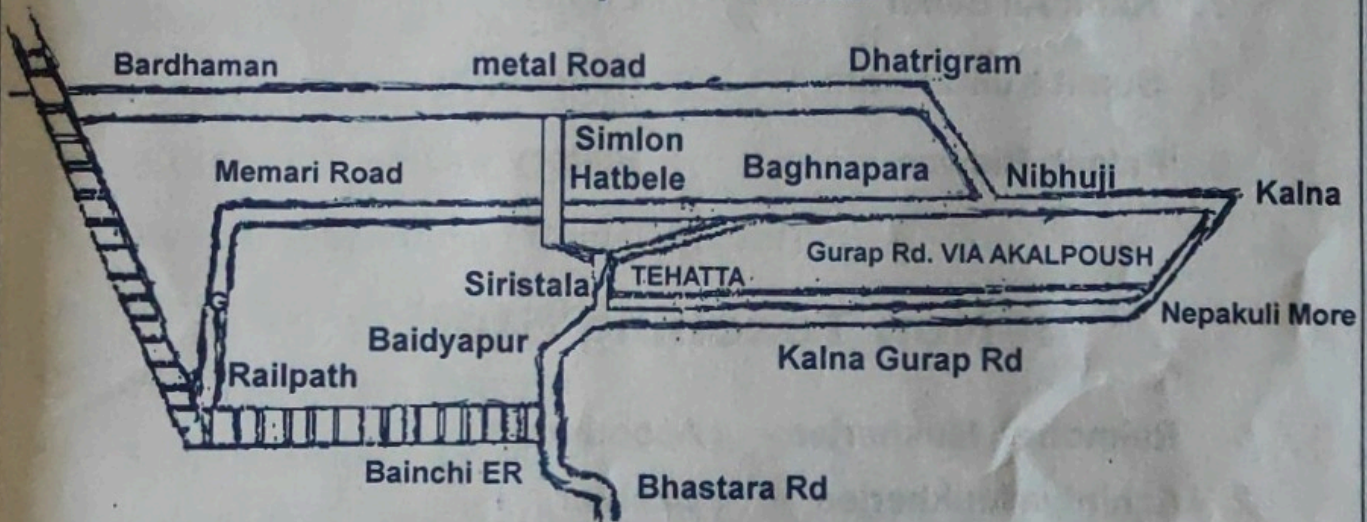 Bardhaman metal Road Dhatrigram
Simlon
Hatbele
Memari Road Baghnapara Nibhuji Kalna
Gurap Rd. VIA AKALPOUSH
Siristala TEHATTA
Nepakuli More
Baidyapur
Kalna Gurap Rd
Railpath
Bainchi ER
Bhastara Rd